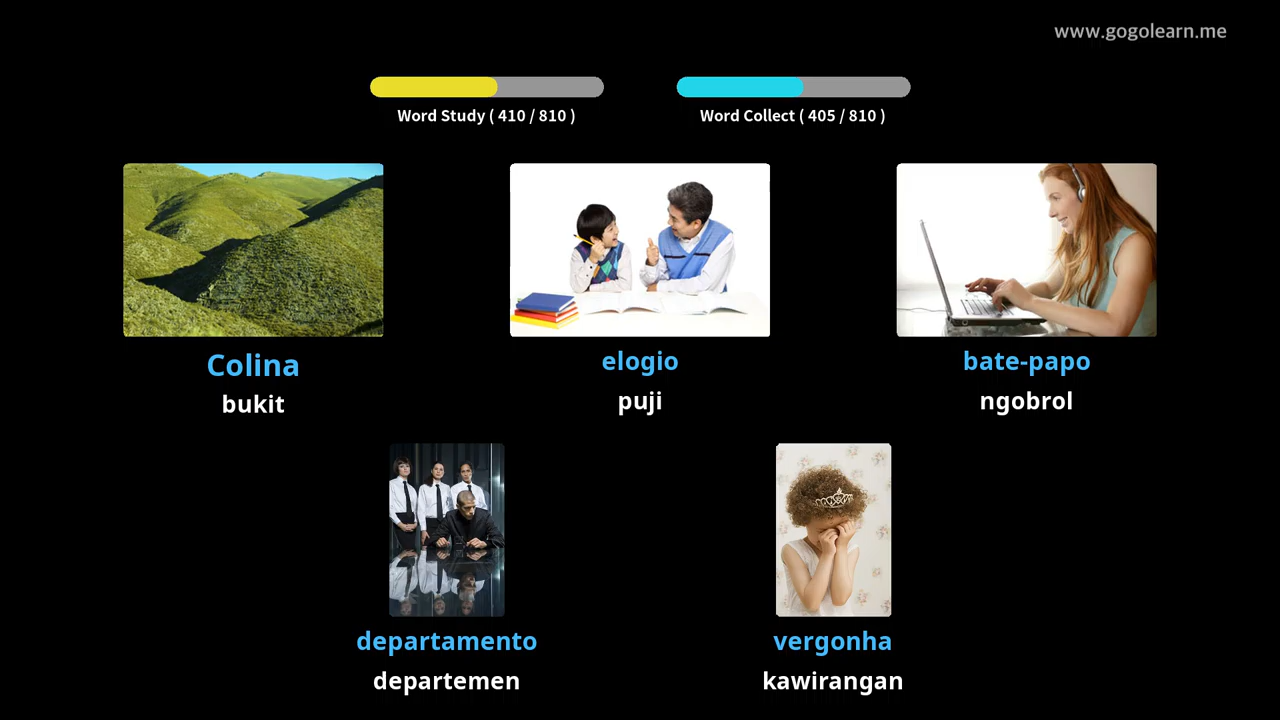 www.gogolearn.me
Word Study ( 410 / 810 )
Word Collect ( 405 / 810 )
Colina
bukit
elogio
puji
bate-papo
ngobrol
departamento
departemen
vergonha
kawirangan